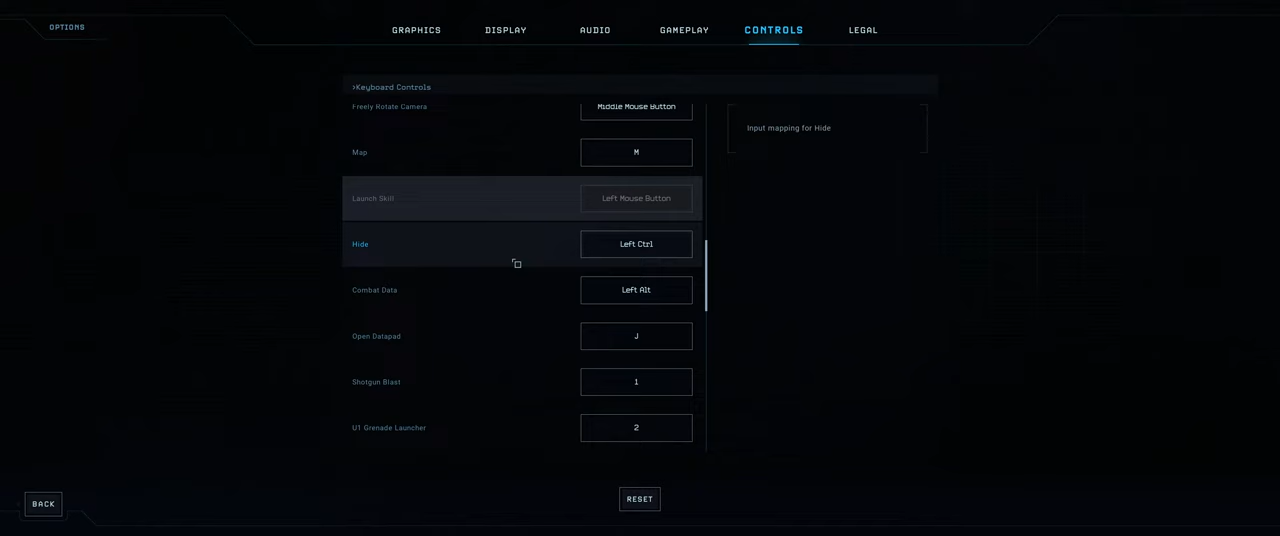 OPTIONS
GRAPHICS DISPLAY AUDIO GAMEPLAY CONTROLS LEGAL
>Keyboard Controls
Freely Rotate Camera Middle Mouse Button
Input mapping for Hide
Map M
Launch Skill Left Mouse Button
Hide Left Ctrl
Combat Data Left Alt
Open Datapad J
Shotgun Blast 1
U1 Grenade Launcher 2
RESET
BACK